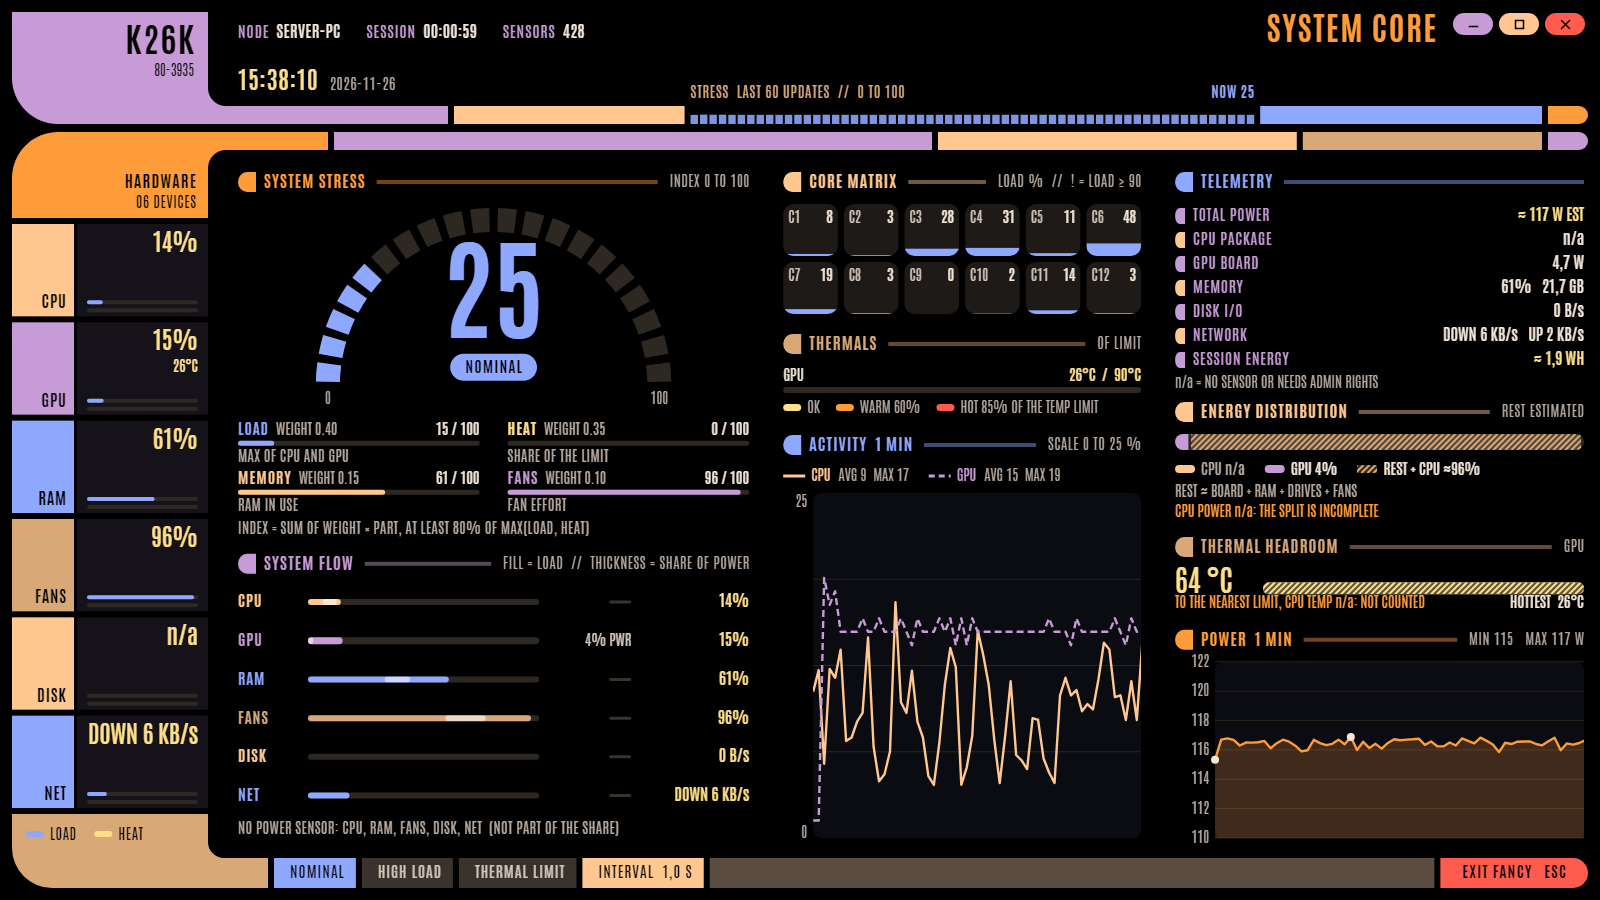 K26K
80-3935
NODE SERVER-PC SESSION 00:00:59 SENSORS 428
SYSTEM CORE
15:38:10 2026-11-26
STRESS LAST 60 UPDATES // 0 TO 100 NOW 25
HARDWARE
06 DEVICES
14%
CPU
15%
26°C
GPU
61%
RAM
96%
FANS
n/a
DISK
DOWN 6 KB/s
NET
LOAD HEAT
SYSTEM STRESS INDEX 0 TO 100
25
NOMINAL
0 100
LOAD WEIGHT 0.40 15 / 100
MAX OF CPU AND GPU
HEAT WEIGHT 0.35 0 / 100
SHARE OF THE LIMIT
MEMORY WEIGHT 0.15 61 / 100
RAM IN USE
FANS WEIGHT 0.10 96 / 100
FAN EFFORT
INDEX = SUM OF WEIGHT × PART, AT LEAST 80% OF MAX(LOAD, HEAT)
SYSTEM FLOW FILL = LOAD // THICKNESS = SHARE OF POWER
CPU — 14%
GPU 4% PWR 15%
RAM — 61%
FANS — 96%
DISK — 0 B/s
NET — DOWN 6 KB/s
NO POWER SENSOR: CPU, RAM, FANS, DISK, NET (NOT PART OF THE SHARE)
CORE MATRIX LOAD % // ! = LOAD ≥ 90
C1 8 C2 3 C3 28 C4 31 C5 11 C6 48
C7 19 C8 3 C9 0 C10 2 C11 14 C12 3
THERMALS OF LIMIT
GPU 26°C / 90°C
OK WARM 60% HOT 85% OF THE TEMP LIMIT
ACTIVITY 1 MIN SCALE 0 TO 25 %
CPU AVG 9 MAX 17 GPU AVG 15 MAX 19
25
0
TELEMETRY
TOTAL POWER ≈ 117 W EST
CPU PACKAGE n/a
GPU BOARD 4,7 W
MEMORY 61% 21,7 GB
DISK I/O 0 B/s
NETWORK DOWN 6 KB/s UP 2 KB/s
SESSION ENERGY ≈ 1,9 WH
n/a = NO SENSOR OR NEEDS ADMIN RIGHTS
ENERGY DISTRIBUTION REST ESTIMATED
CPU n/a GPU 4% REST + CPU ≈96%
REST ≈ BOARD + RAM + DRIVES + FANS
CPU POWER n/a: THE SPLIT IS INCOMPLETE
THERMAL HEADROOM GPU
64 °C
TO THE NEAREST LIMIT, CPU TEMP n/a: NOT COUNTED HOTTEST 26°C
POWER 1 MIN MIN 115 MAX 117 W
122
120
118
116
114
112
110
NOMINAL HIGH LOAD THERMAL LIMIT INTERVAL 1,0 S EXIT FANCY ESC